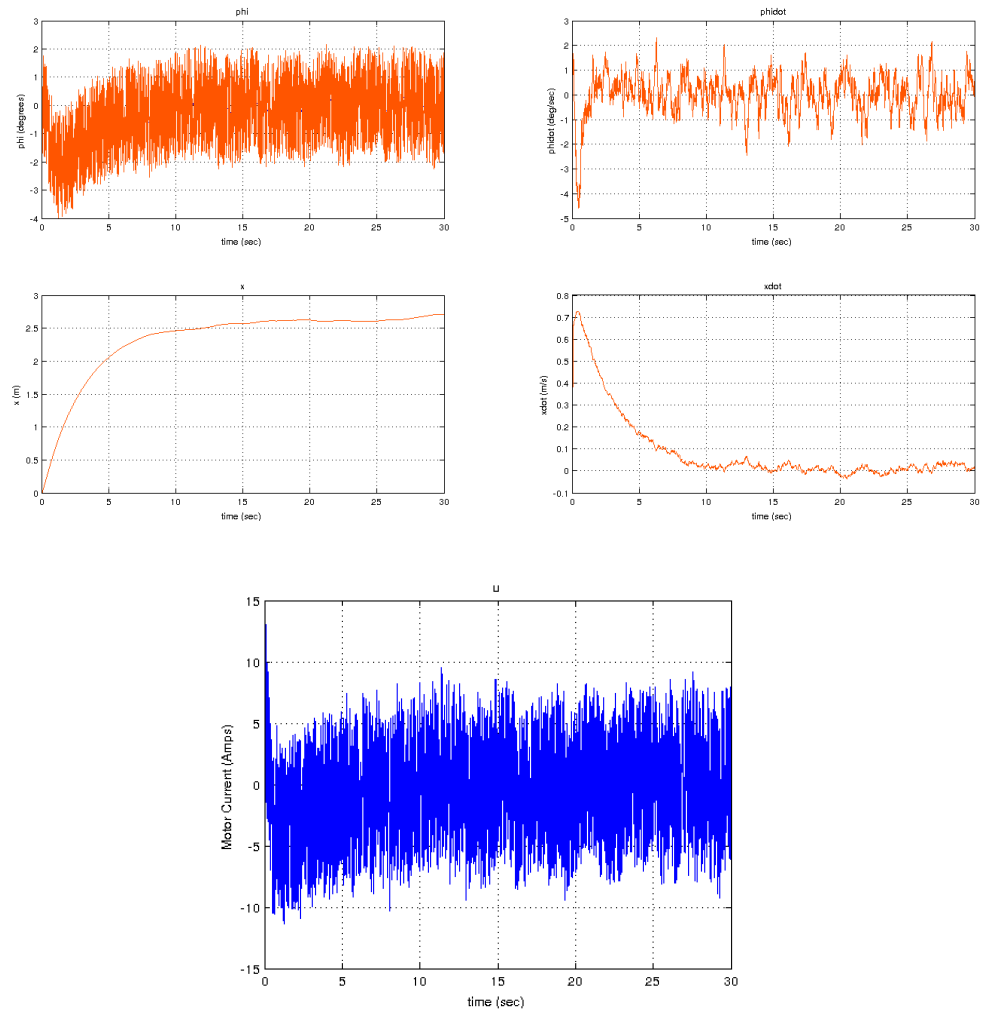 phi
3
2
1
0
-1
-2
-3
-4
phi (degrees)
0 5 10 15 20 25 30
time (sec)
phidot
3
2
1
0
-1
-2
-3
-4
-5
phidot (deg/sec)
0 5 10 15 20 25 30
time (sec)
x
3
2.5
2
1.5
1
0.5
0
x (m)
0 5 10 15 20 25 30
time (sec)
xdot
0.8
0.7
0.6
0.5
0.4
0.3
0.2
0.1
0
-0.1
xdot (m/s)
0 5 10 15 20 25 30
time (sec)
u
15
10
5
0
-5
-10
-15
Motor Current (Amps)
0 5 10 15 20 25 30
time (sec)